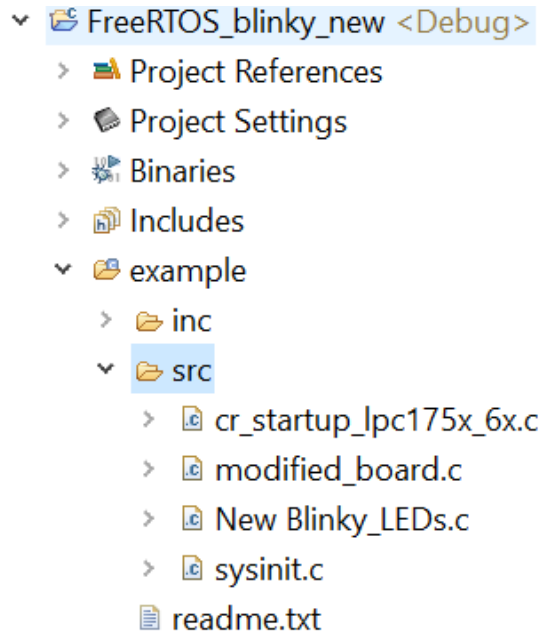 FreeRTOS_blinky_new <Debug>
Project References
Project Settings
Binaries
Includes
example
inc
src
cr_startup_lpc175x_6x.c
modified_board.c
New Blinky_LEDs.c
sysinit.c
readme.txt